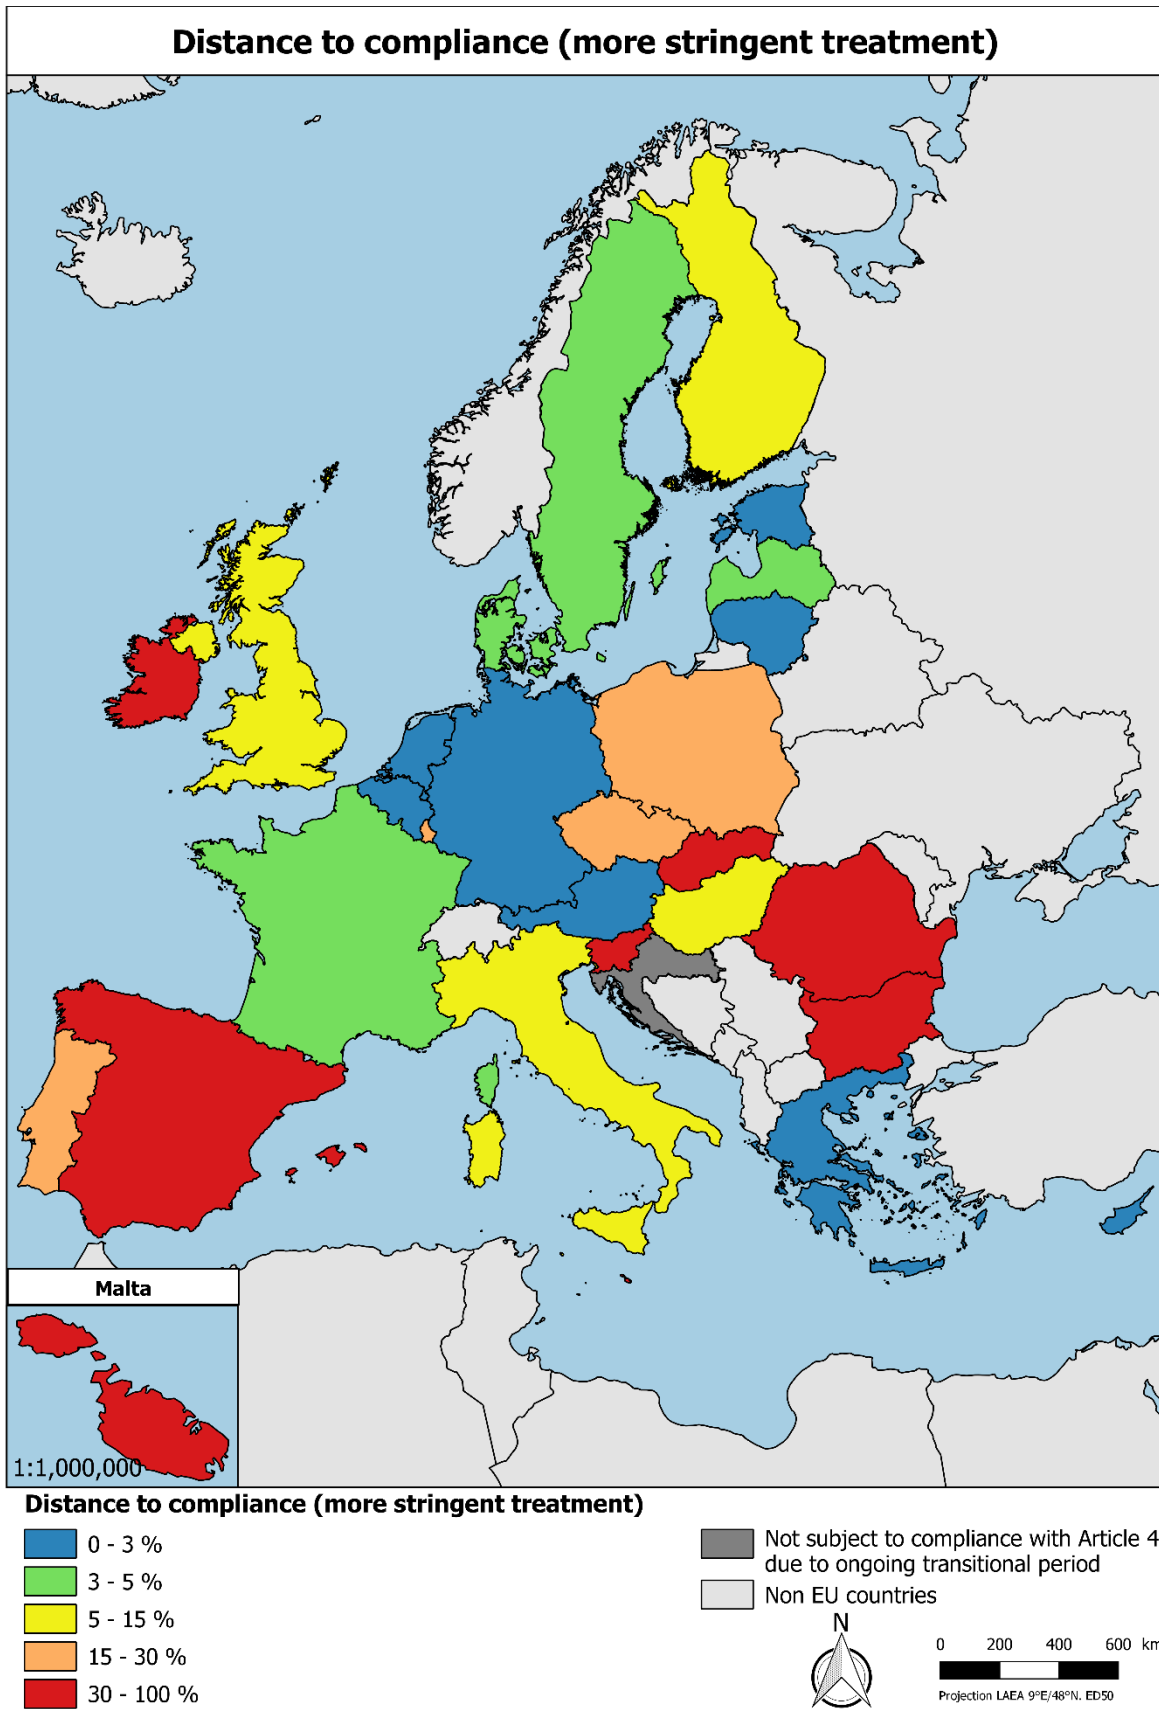 Distance to compliance (more stringent treatment)
Malta
1:1,000,000
Distance to compliance (more stringent treatment)
0 - 3 %
3 - 5 %
5 - 15 %
15 - 30 %
30 - 100 %
Not subject to compliance with Article 4
due to ongoing transitional period
Non EU countries
N
0 200 400 600 km
Projection LAEA 9°E/48°N. ED50